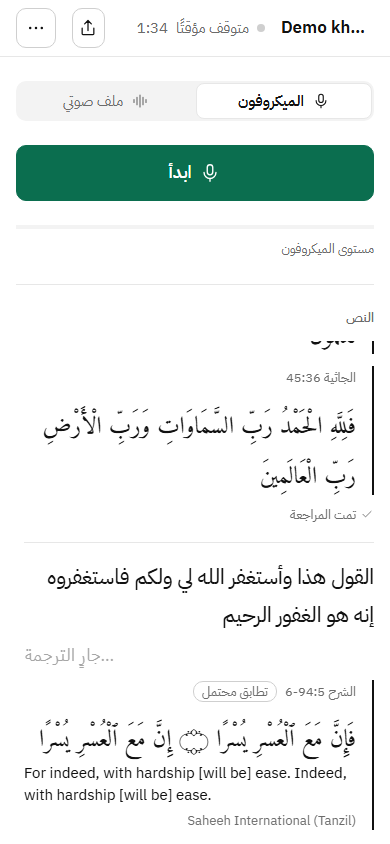 Demo kh...
متوقف مؤقتًا 1:34
الميكروفون
ملف صوتي
ابدأ
مستوى الميكروفون
النص
الجاثية 45:36
فَلِلَّهِ الْحَمْدُ رَبِّ السَّمَاوَاتِ وَرَبِّ الْأَرْضِ
رَبِّ الْعَالَمِينَ
تمت المراجعة
القول هذا وأستغفر الله لي ولكم فاستغفروه
إنه هو الغفور الرحيم
جارٍ الترجمة...
الشرح 94:5-6 تطابق محتمل
فَإِنَّ مَعَ ٱلْعُسْرِ يُسْرًا ۝ إِنَّ مَعَ ٱلْعُسْرِ يُسْرًا
For indeed, with hardship [will be] ease. Indeed,
with hardship [will be] ease.
Saheeh International (Tanzil)